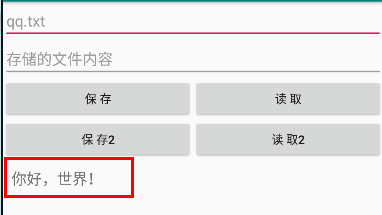 qq.txt
存储的文件内容
保 存 读 取
保 存2 读 取2
你好，世界！